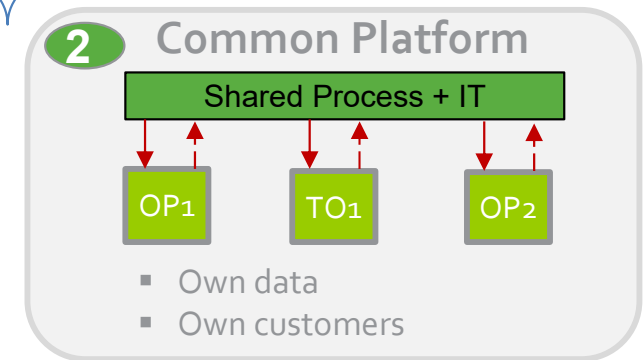 2 Common Platform
Shared Process + IT
OP1 TO1 OP2
▪ Own data
▪ Own customers